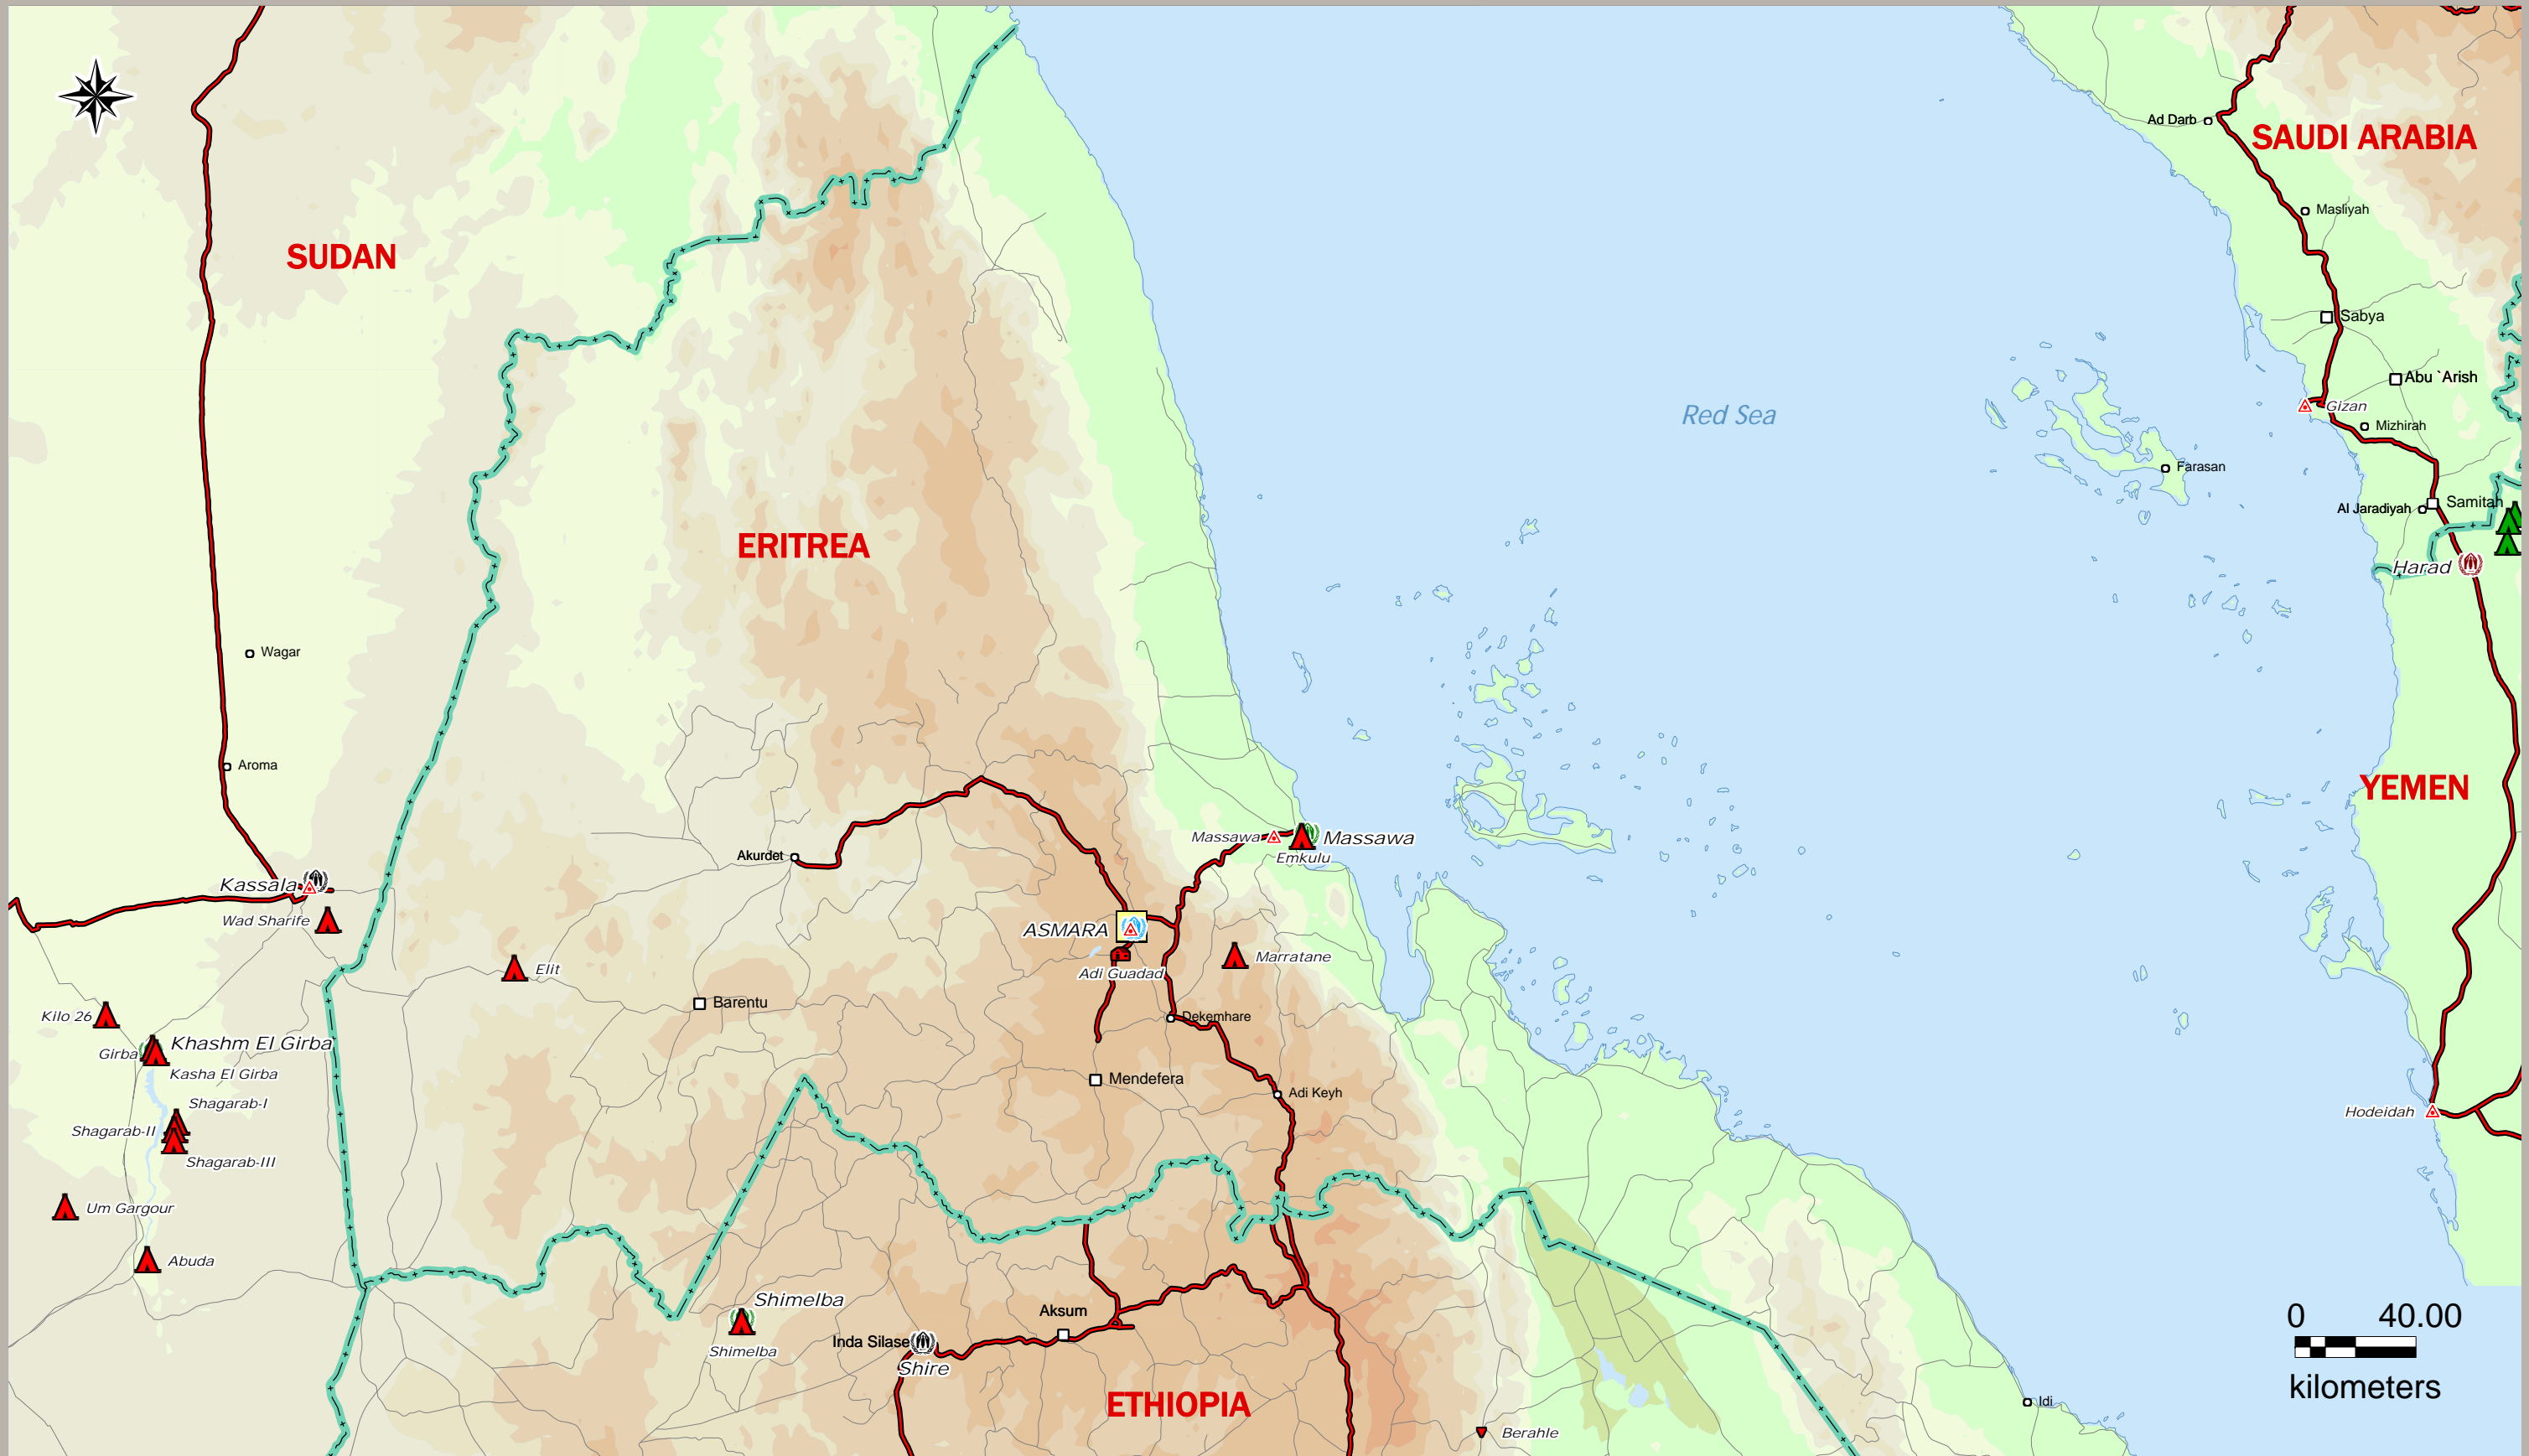 Ad Darb
SAUDI ARABIA
Masliyah
SUDAN
Sabya
Abu `Arish
Red Sea
Gizan
Mizhirah
Farasan
Samitah
Al Jaradiyah
ERITREA
Harad
Wagar
Aroma
YEMEN
Massawa
Massawa
Emkulu
Akurdet
Kassala
Wad Sharife
ASMARA
Marratane
Elit
Adi Guadad
Barentu
Kilo 26
Dekemhare
Khashm El Girba
Girba
Kasha El Girba
Mendefera
Adi Keyh
Shagarab-I
Hodeidah
Shagarab-II
Shagarab-III
Um Gargour
Abuda
Shimelba
Aksum
0 40.00
Inda Silase
Shimelba
Shire
kilometers
ETHIOPIA
Idi
Berahle